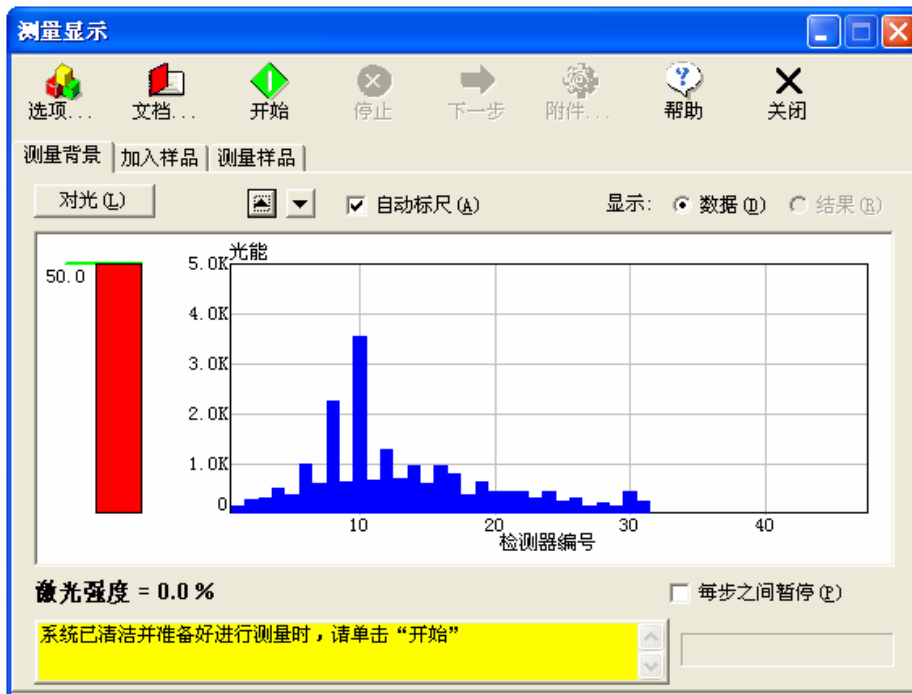 测量显示
选项... 文档... 开始 停止 下一步 附件... 帮助 关闭
测量背景 加入样品 测量样品
对光(L) 自动标尺(A) 显示: 数据(D) 结果(R)
光能
50.0
5.0K
4.0K
3.0K
2.0K
1.0K
0
10 20 30 40
检测器编号
激光强度 = 0.0 %
每步之间暂停(P)
系统已清洁并准备好进行测量时，请单击“开始”